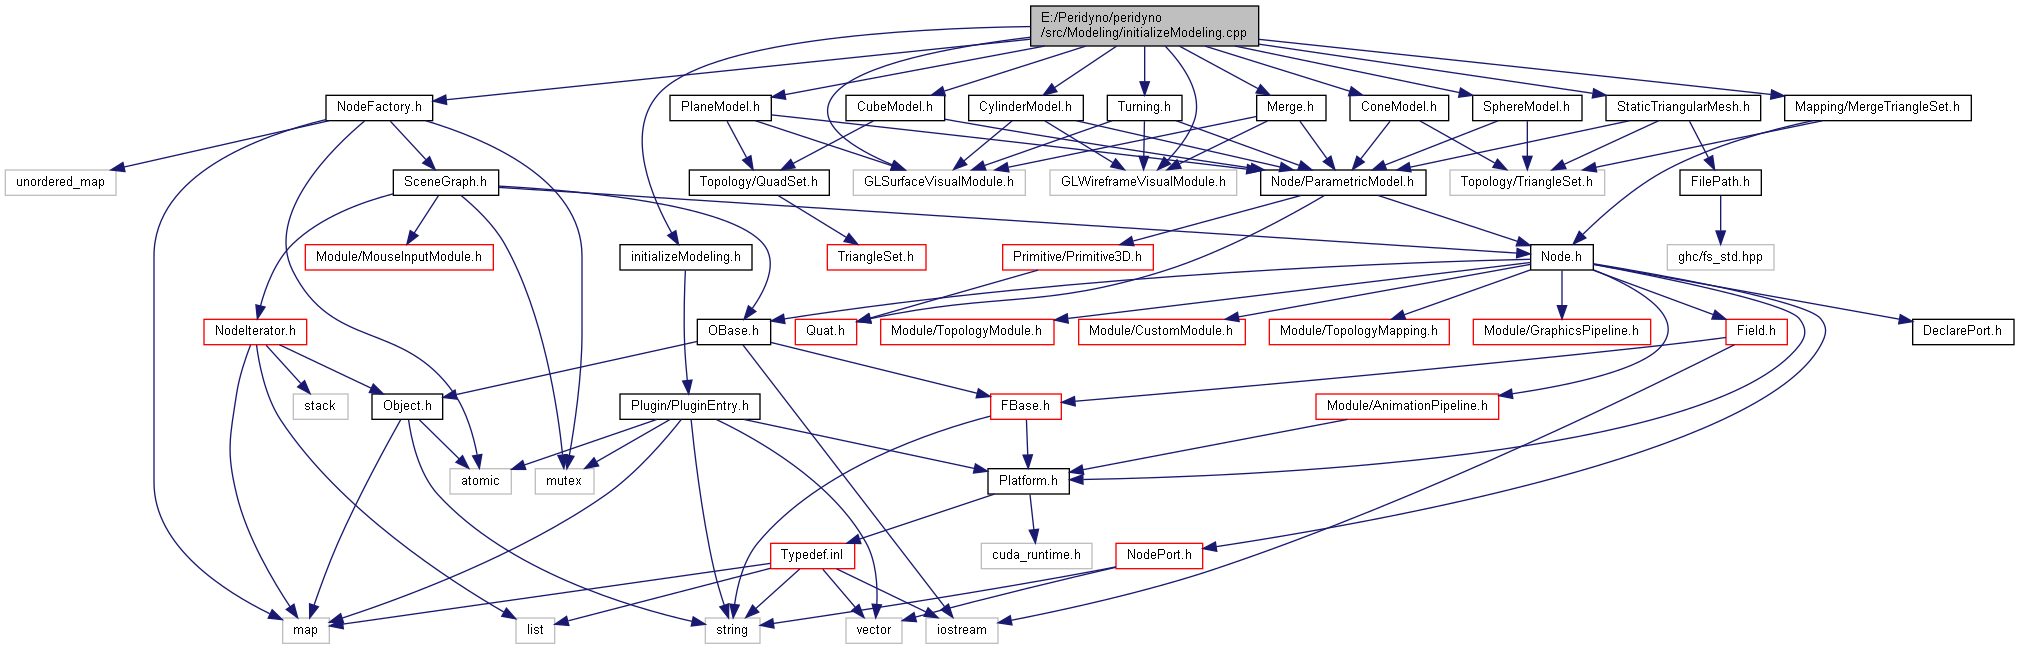 E:/Peridyno/peridyno
/src/Modeling/initializeModeling.cpp
NodeFactory.h
PlaneModel.h
CubeModel.h
CylinderModel.h
Turning.h
Merge.h
ConeModel.h
SphereModel.h
StaticTriangularMesh.h
Mapping/MergeTriangleSet.h
unordered_map
SceneGraph.h
Topology/QuadSet.h
GLSurfaceVisualModule.h
GLWireframeVisualModule.h
Node/ParametricModel.h
Topology/TriangleSet.h
FilePath.h
Module/MouseInputModule.h
initializeModeling.h
TriangleSet.h
Primitive/Primitive3D.h
Node.h
ghc/fs_std.hpp
NodeIterator.h
OBase.h
Quat.h
Module/TopologyModule.h
Module/CustomModule.h
Module/TopologyMapping.h
Module/GraphicsPipeline.h
Field.h
DeclarePort.h
stack
Object.h
Plugin/PluginEntry.h
FBase.h
Module/AnimationPipeline.h
atomic
mutex
Platform.h
Typedef.inl
cuda_runtime.h
NodePort.h
map
list
string
vector
iostream